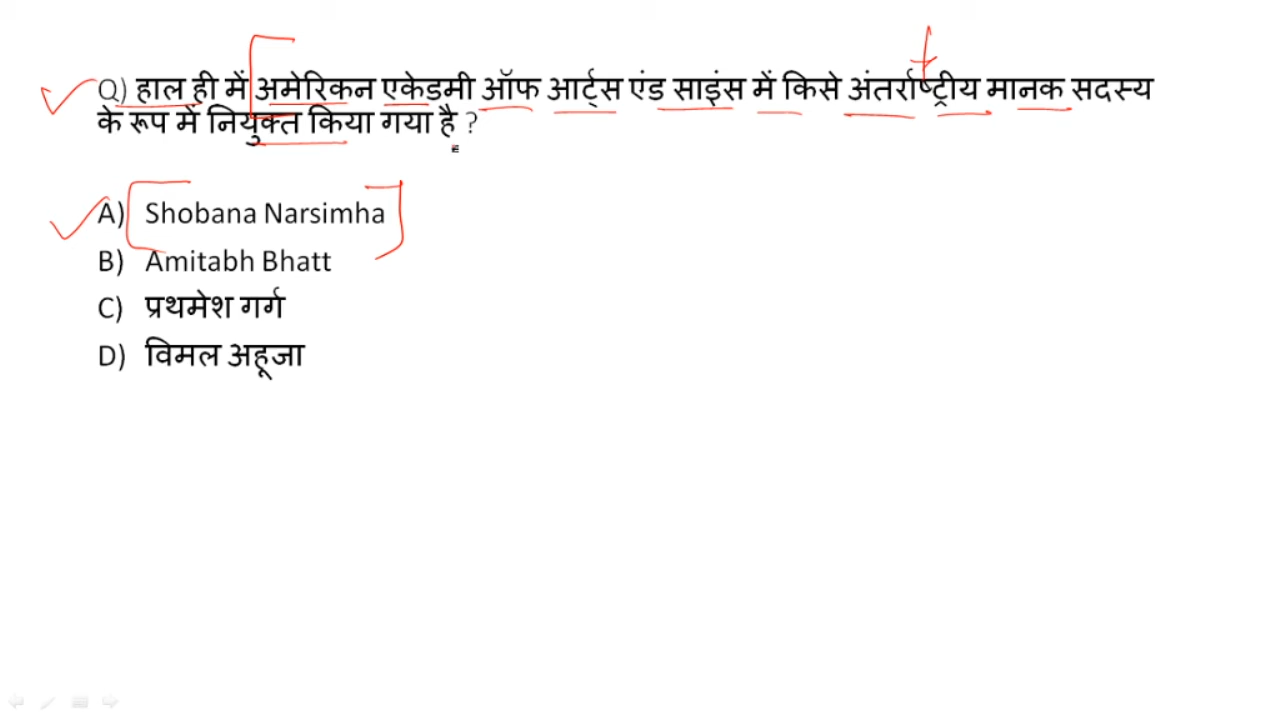 Q) हाल ही में अमेरिकन एकेडमी ऑफ आर्ट्स एंड साइंस में किसे अंतर्राष्ट्रीय मानक सदस्य
के रूप में नियुक्त किया गया है ?
A) Shobana Narsimha
B) Amitabh Bhatt
C) प्रथमेश गर्ग
D) विमल अहूजा